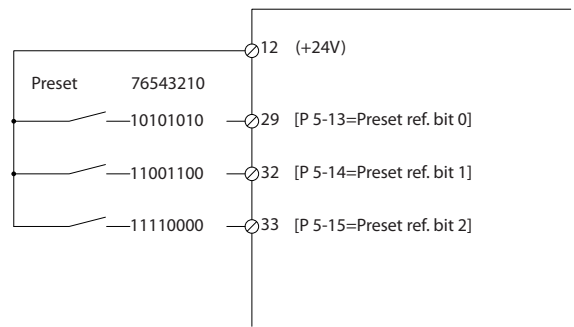 12 (+24V)
Preset 76543210
10101010 29 [P 5-13=Preset ref. bit 0]
11001100 32 [P 5-14=Preset ref. bit 1]
11110000 33 [P 5-15=Preset ref. bit 2]